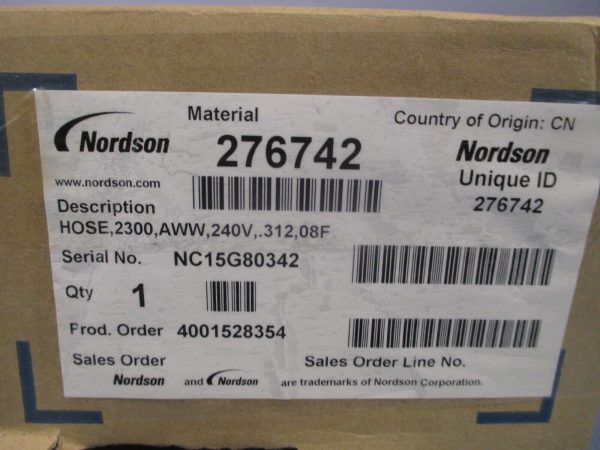 Nordson
www.nordson.com
Material
276742
Country of Origin: CN
Nordson
Unique ID
276742
Description
HOSE,2300,AWW,240V,.312,08F
Serial No. NC15G80342
Qty 1
Prod. Order 4001528354
Sales Order
Sales Order Line No.
Nordson and Nordson are trademarks of Nordson Corporation.